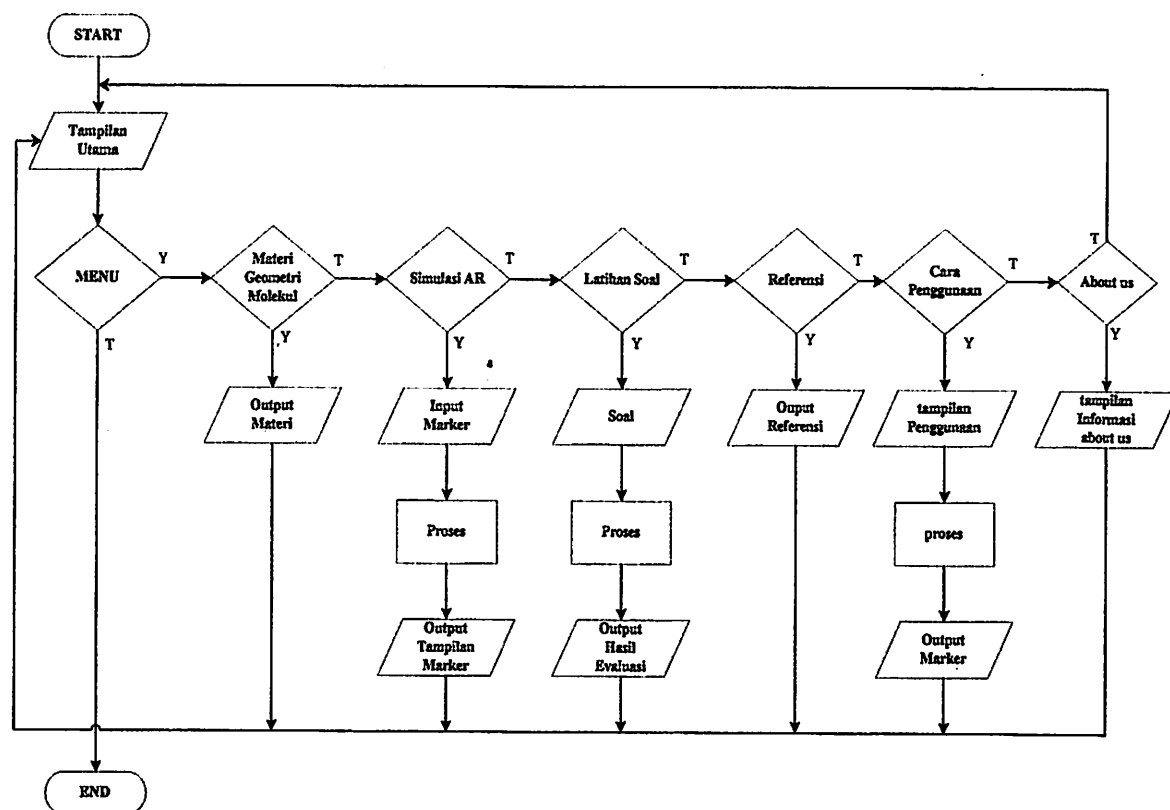 START
Tampilan
Utama
MENU
Y
T
Materi
Geometri
Molekul
T
Y
Simulasi AR
T
Y
Latihan Soal
T
Y
Referensi
T
Y
Cara
Penggunaan
T
Y
T
About us
Y
Output
Materi
Input
Marker
Soal
Ouput
Referensi
tampilan
Penggunaan
tampilan
Informasi
about us
Proses
Proses
proses
Output
Tampilan
Marker
Output
Hasil
Evaluasi
Output
Marker
END